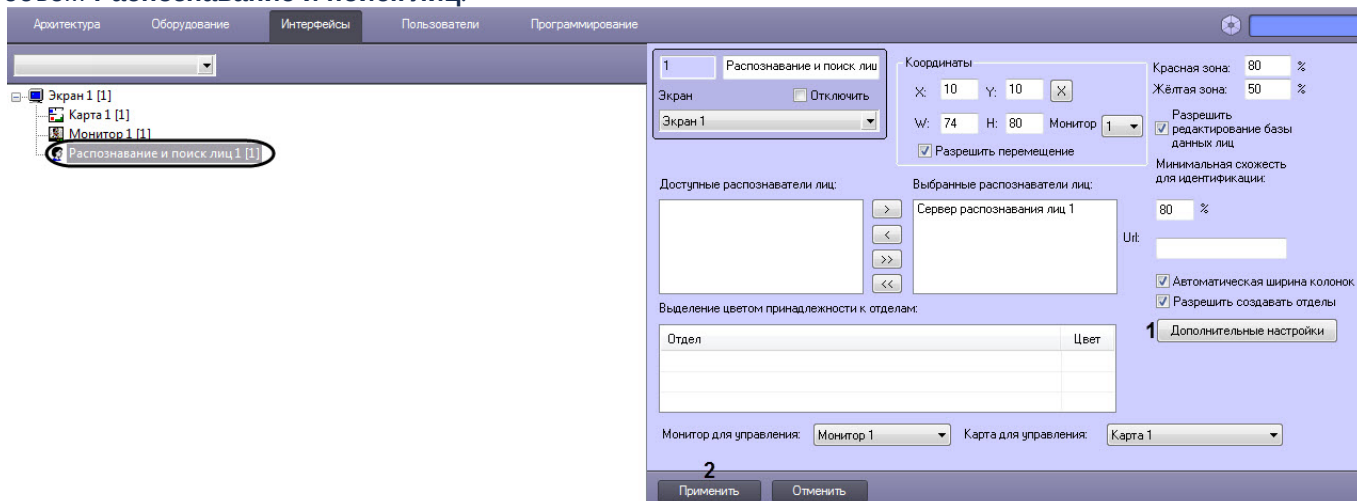 Распознавание и поиск лиц.
Архитектура Оборудование Интерфейсы Пользователи Программирование
Экран 1 [1]
Карта 1 [1]
Монитор 1 [1]
Распознавание и поиск лиц 1 [1]
1 Распознавание и поиск лиц
Экран Отключить
Экран 1
Координаты
X: 10 Y: 10 X
W: 74 H: 80 Монитор 1
Разрешить перемещение
Красная зона: 80 %
Жёлтая зона: 50 %
Разрешить
редактирование базы
данных лиц
Минимальная схожесть
для идентификации:
80 %
Url:
Автоматическая ширина колонок
Разрешить создавать отделы
1 Дополнительные настройки
Доступные распознаватели лиц:
>
<
>>
<<
Выбранные распознаватели лиц:
Сервер распознавания лиц 1
Выделение цветом принадлежности к отделам:
Отдел Цвет
Монитор для управления: Монитор 1 Карта для управления: Карта 1
2
Применить Отменить